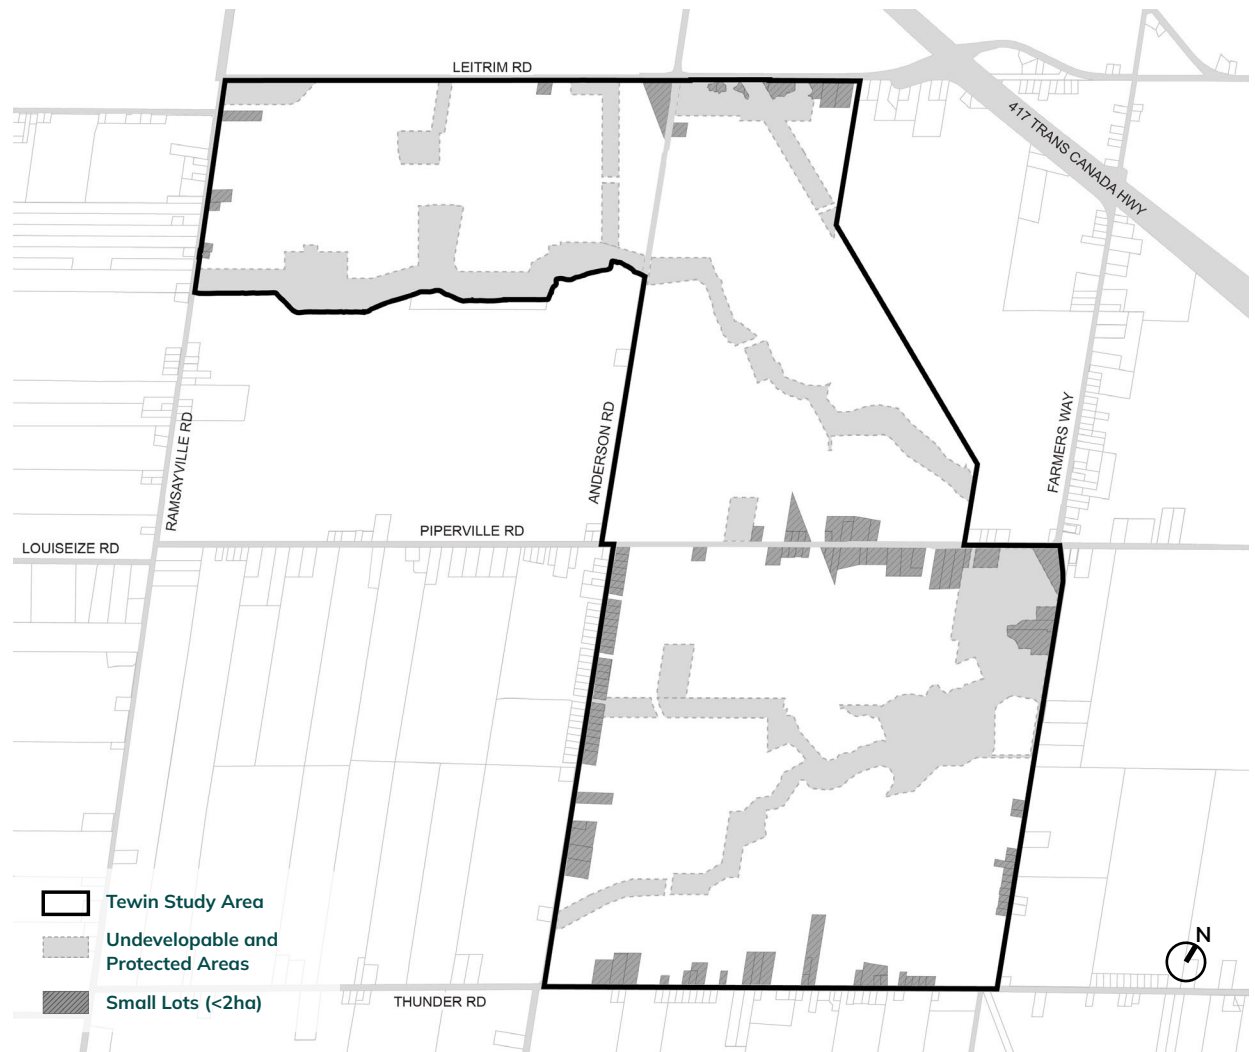 LEITRIM RD
417 TRANS CANADA HWY
RAMSAYVILLE RD
ANDERSON RD
FARMERS WAY
PIPERVILLE RD
LOUISEIZE RD
Tewin Study Area
Undevelopable and
Protected Areas
Small Lots (<2ha)
THUNDER RD
N